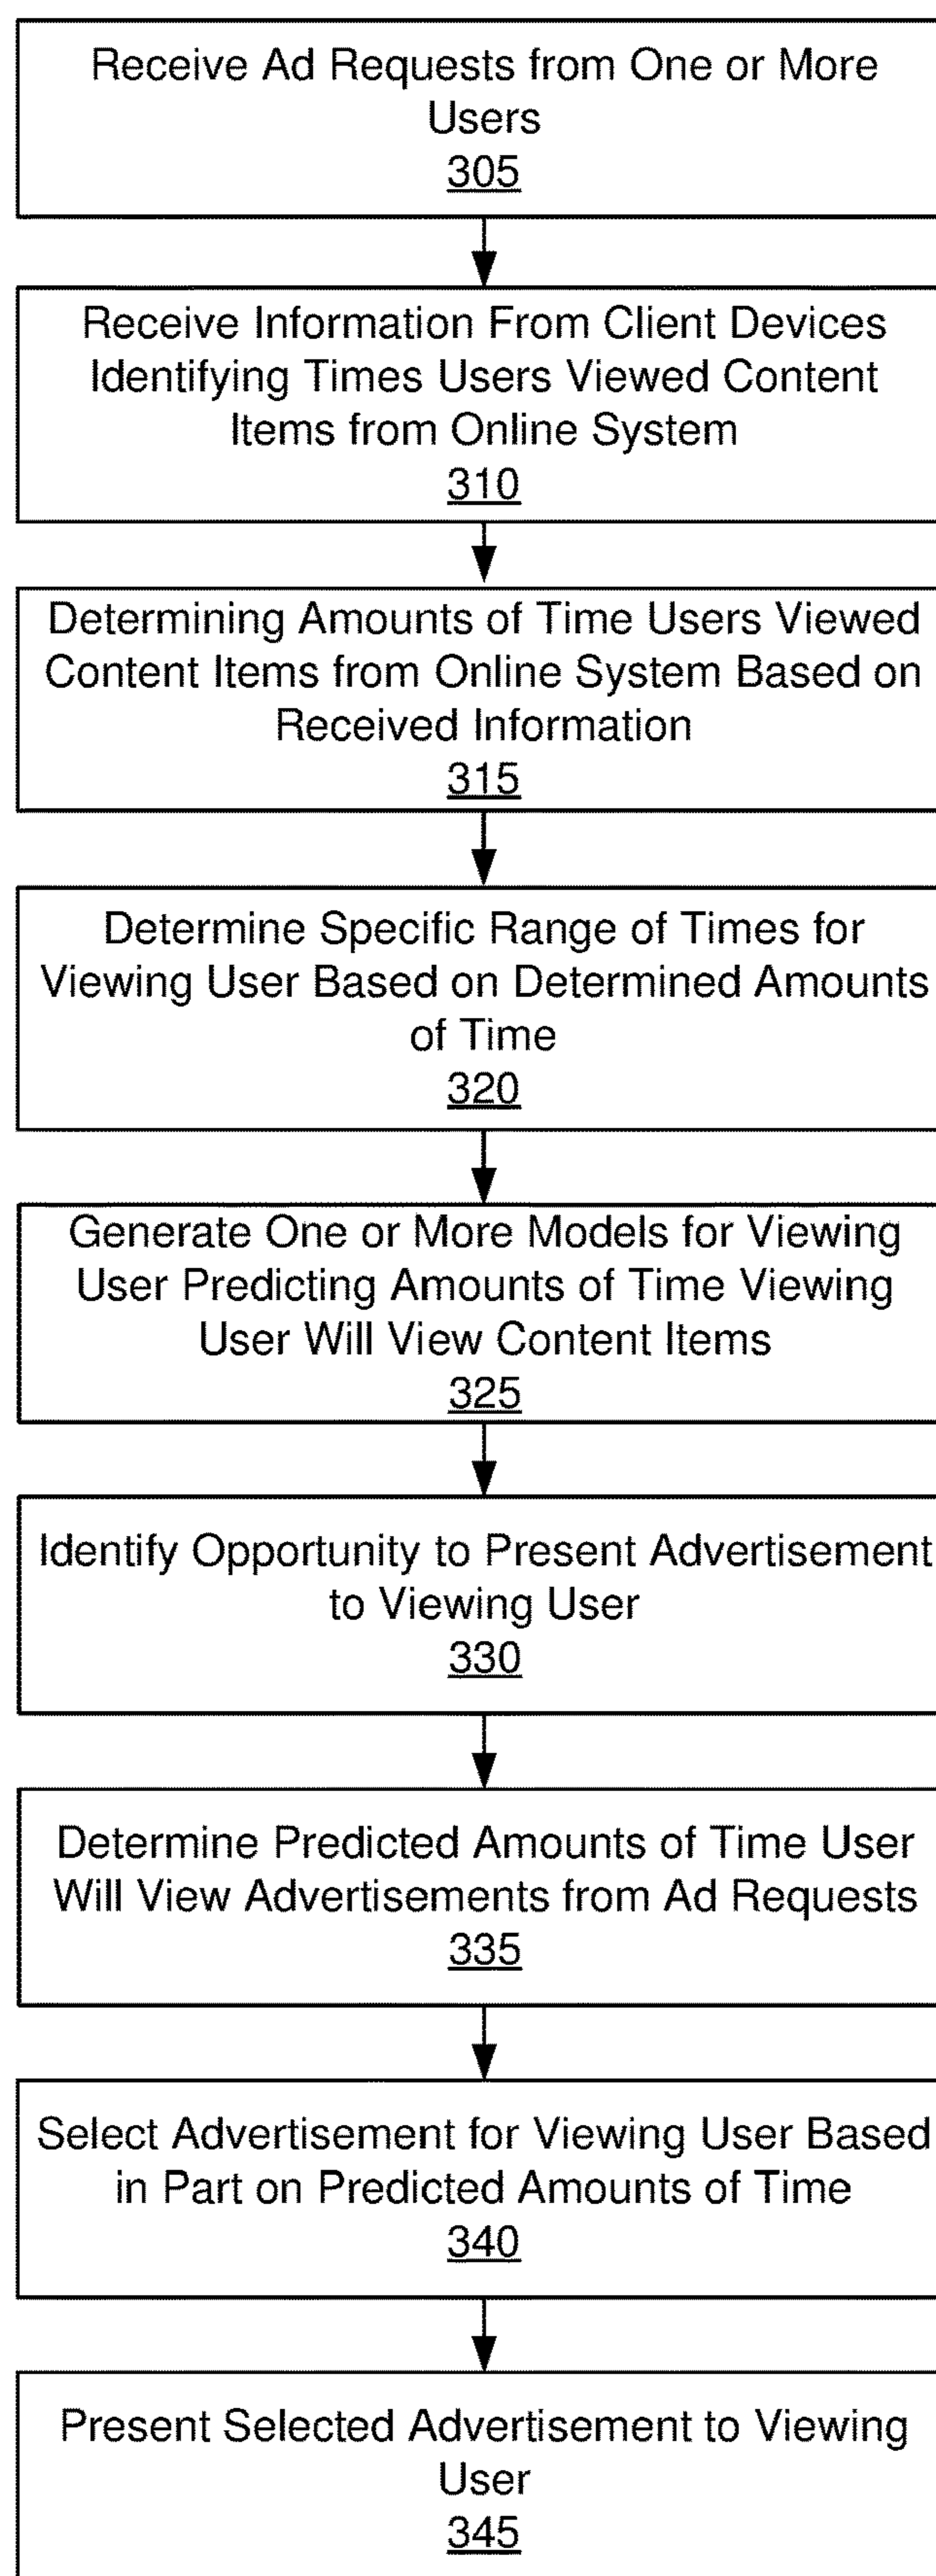 Receive Ad Requests from One or More
Users
305
Receive Information From Client Devices
Identifying Times Users Viewed Content
Items from Online System
310
Determining Amounts of Time Users Viewed
Content Items from Online System Based on
Received Information
315
Determine Specific Range of Times for
Viewing User Based on Determined Amounts
of Time
320
Generate One or More Models for Viewing
User Predicting Amounts of Time Viewing
User Will View Content Items
325
Identify Opportunity to Present Advertisement
to Viewing User
330
Determine Predicted Amounts of Time User
Will View Advertisements from Ad Requests
335
Select Advertisement for Viewing User Based
in Part on Predicted Amounts of Time
340
Present Selected Advertisement to Viewing
User
345